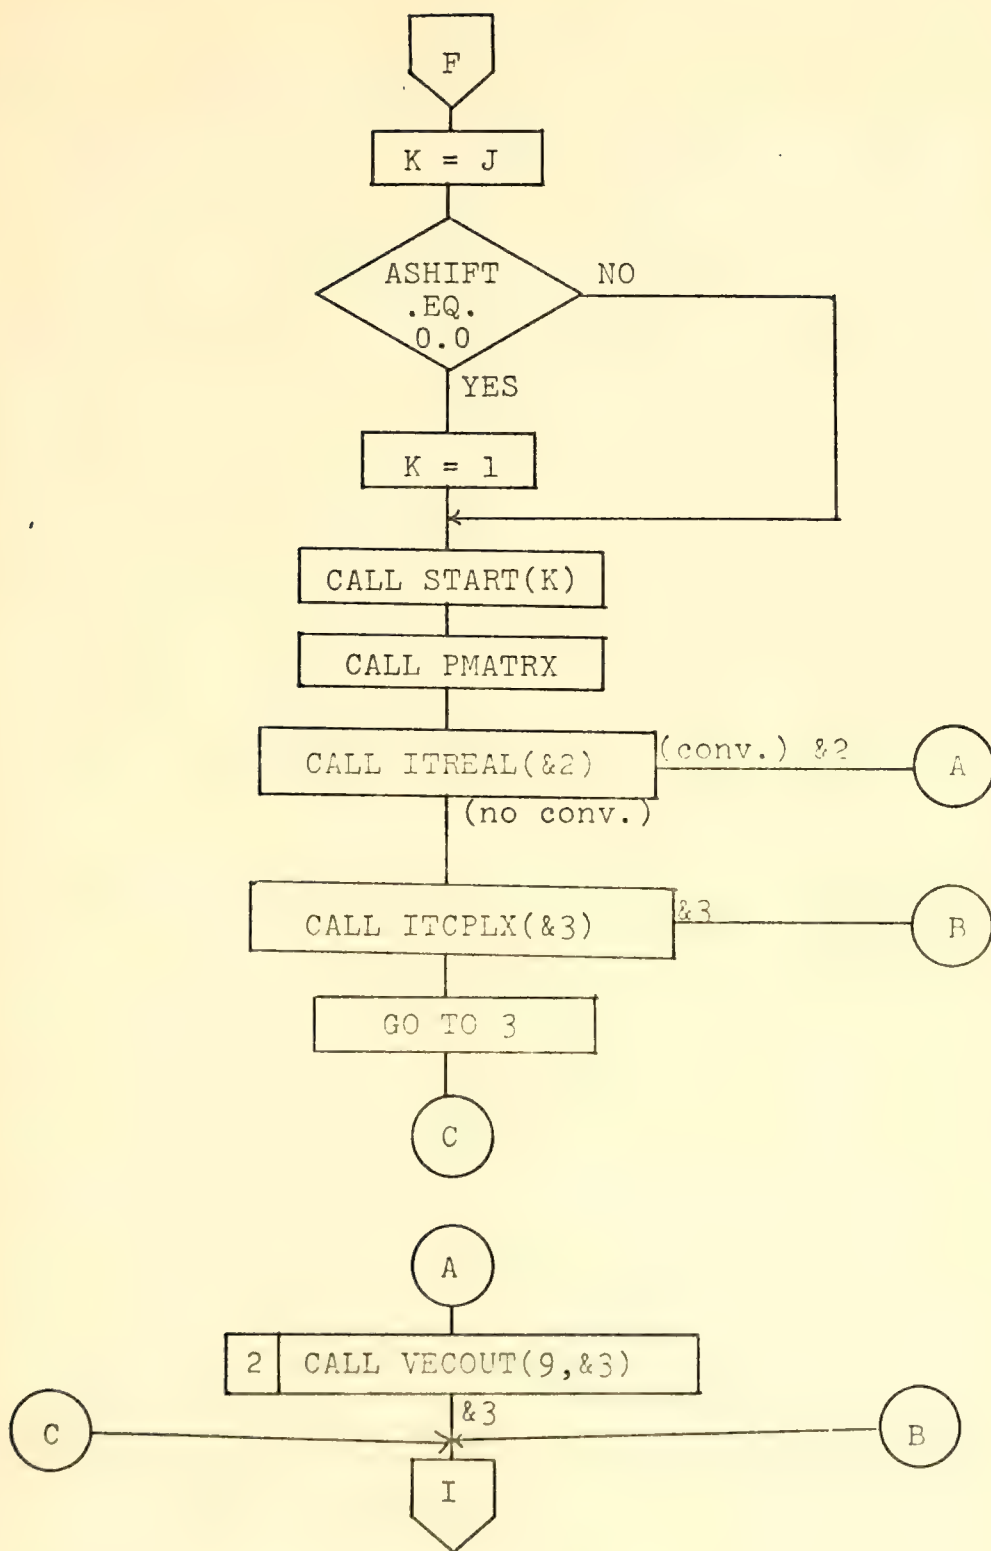 F
K = J
ASHIFT
.EQ.
0.0
NO
YES
K = 1
CALL START(K)
CALL PMATRX
CALL ITREAL(&2)
(conv.) &2
A
(no conv.)
CALL ITCPLX(&3)
&3
B
GO TO 3
C
A
2
CALL VECOUT(9,&3)
&3
C
B
I